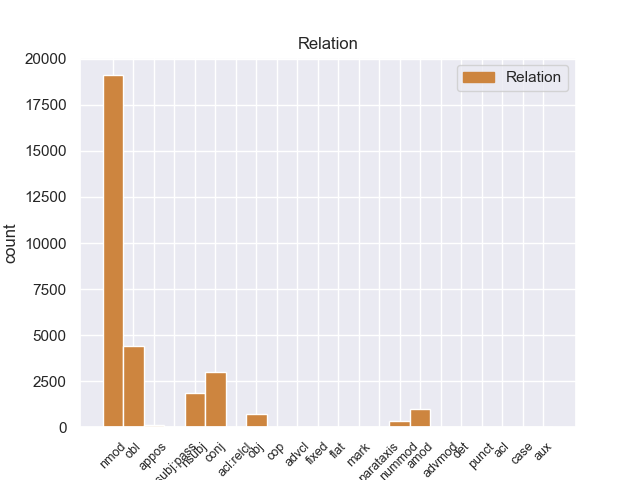 Relation
20000
17500
15000
12500
10000
7500
5000
2500
0
count
Relation
nmod
obl
appos
subj:pass
nsubj
conj
acl:relcl
obj
cop
advcl
fixed
flat
mark
parataxis
nummod
amod
advmod
det
punct
acl
case
aux